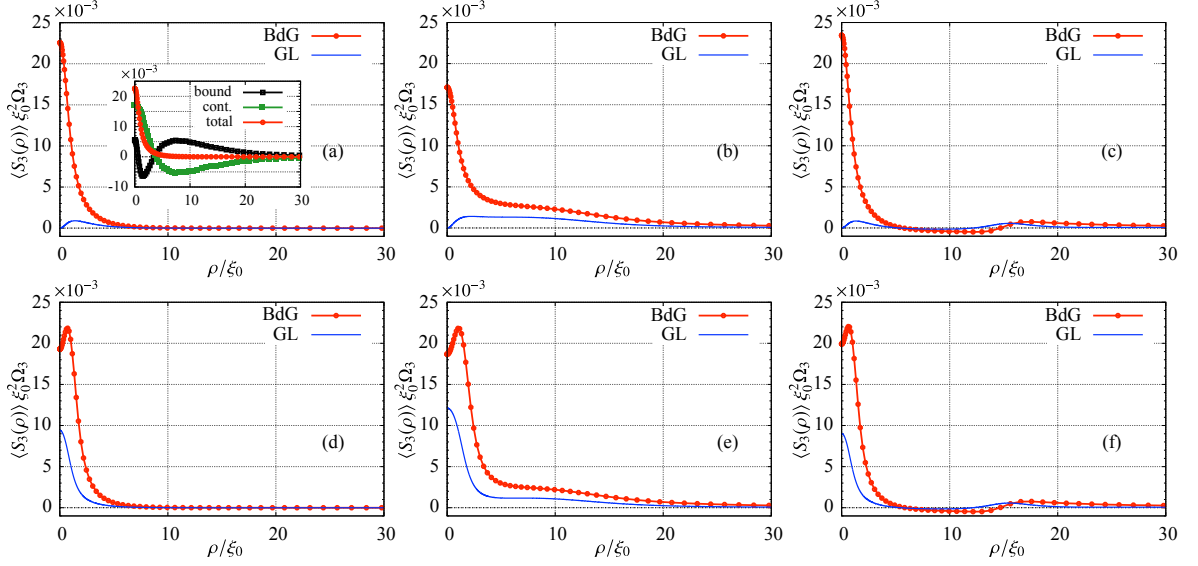 ×10⁻³ ×10⁻³ ×10⁻³
25 BdG 25 BdG 25 BdG
GL GL GL
20 20 20
×10⁻³
20 bound
15 15 15
10 cont.
total
10 0 (a) 10 (b) 10 (c)
-10
0 10 20 30
5 5 5
0 0 0
0 10 20 30 0 10 20 30 0 10 20 30
⟨S₃(ρ)⟩ ξ₀²Ω₃ ⟨S₃(ρ)⟩ ξ₀²Ω₃ ⟨S₃(ρ)⟩ ξ₀²Ω₃
ρ/ξ₀ ρ/ξ₀ ρ/ξ₀
×10⁻³ ×10⁻³ ×10⁻³
25 BdG 25 BdG 25 BdG
GL GL GL
20 20 20
15 15 15
10 (d) 10 (e) 10 (f)
5 5 5
0 0 0
0 10 20 30 0 10 20 30 0 10 20 30
⟨S₃(ρ)⟩ ξ₀²Ω₃ ⟨S₃(ρ)⟩ ξ₀²Ω₃ ⟨S₃(ρ)⟩ ξ₀²Ω₃
ρ/ξ₀ ρ/ξ₀ ρ/ξ₀